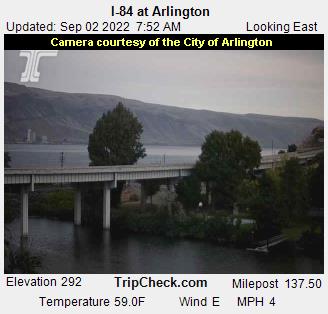 I-84 at Arlington
Updated: Sep 02 2022 7:52 AM Looking East
Camera courtesy of the City of Arlington
Elevation 292 TripCheck.com Milepost 137.50
Temperature 59.0F Wind E MPH 4